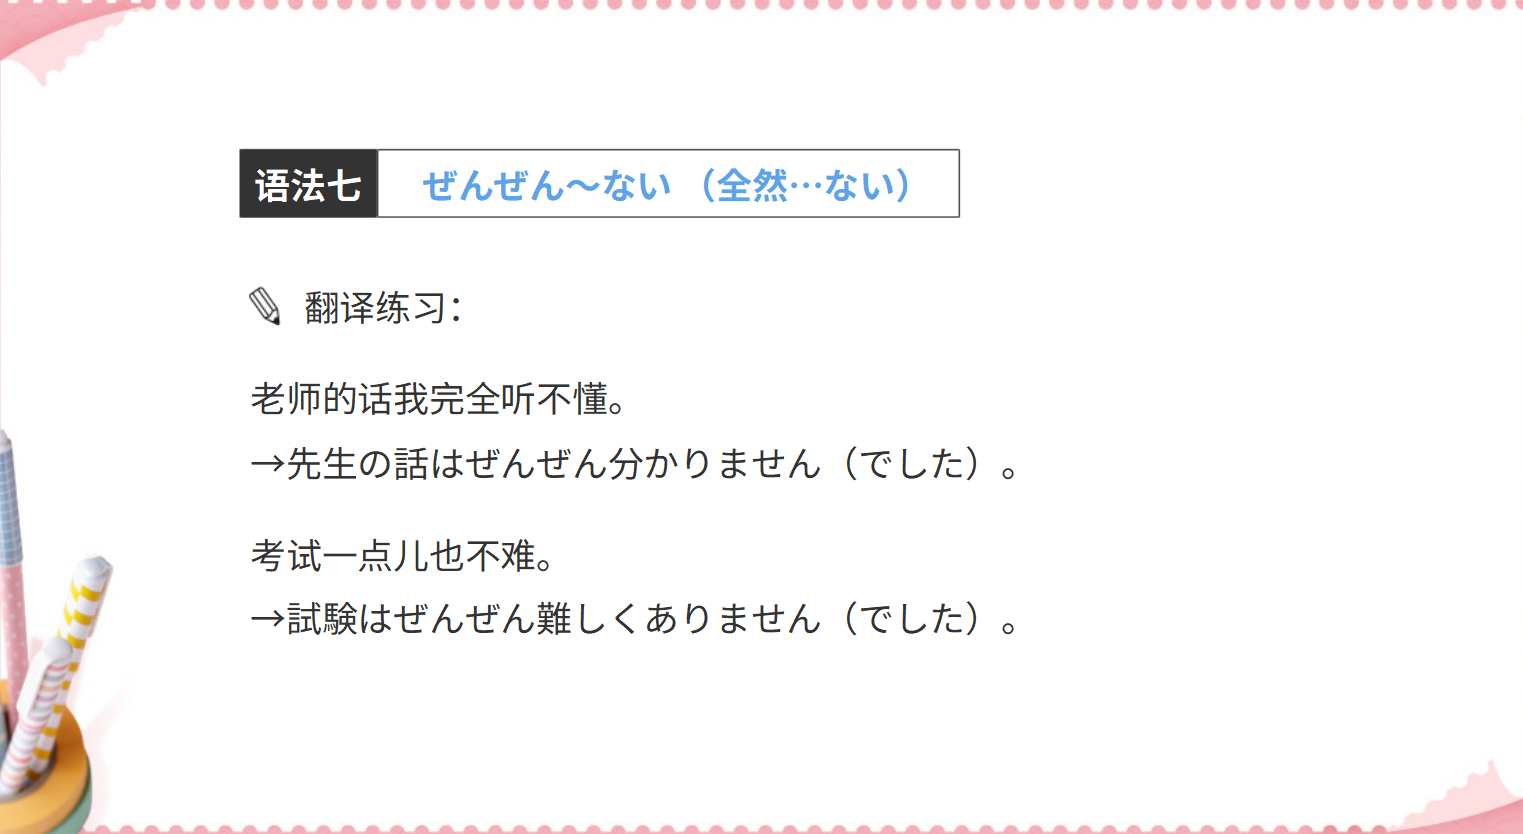 语法七 ぜんぜん～ない （全然…ない）
翻译练习：
老师的话我完全听不懂。
→先生の話はぜんぜん分かりません（でした）。
考试一点儿也不难。
→試験はぜんぜん難しくありません（でした）。